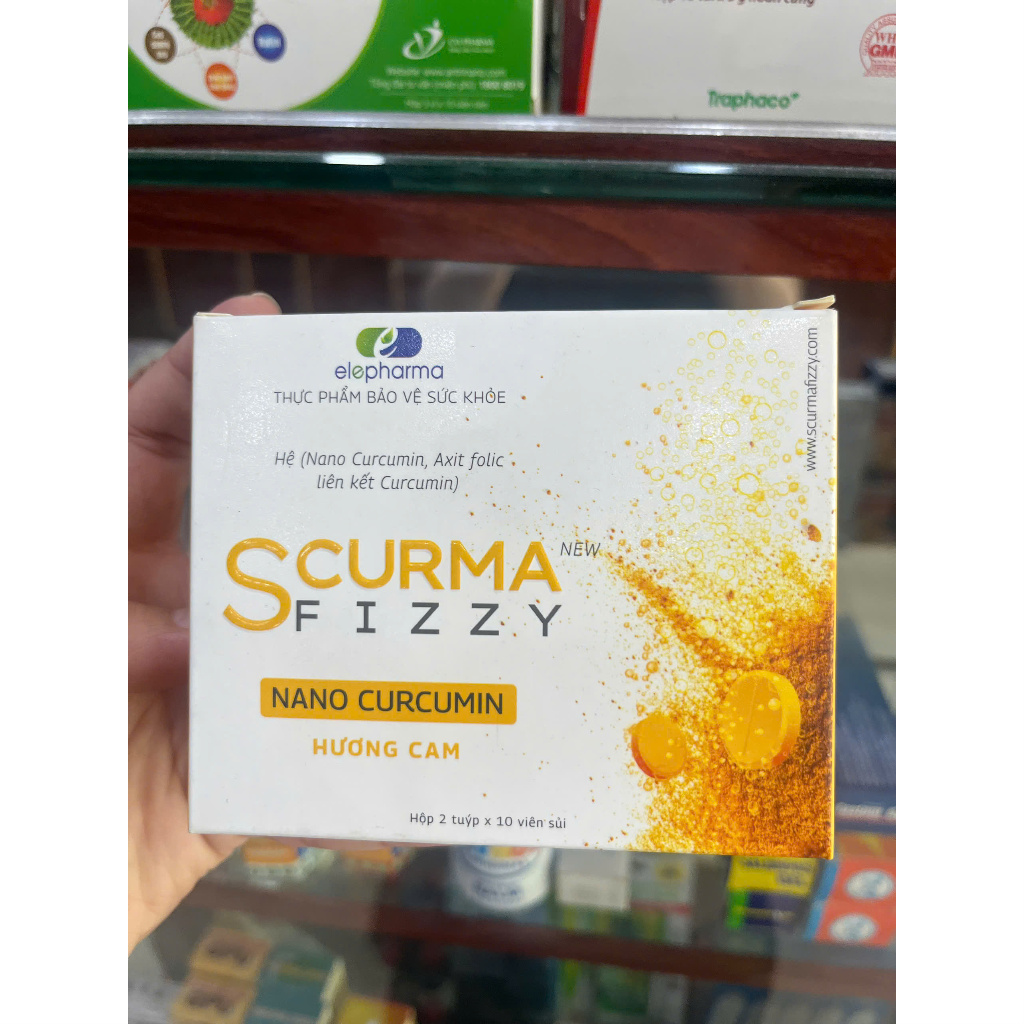 Traphaco
elepharma
THỰC PHẨM BẢO VỆ SỨC KHỎE
www.scurmafizzy.com
Hệ (Nano Curcumin, Axit folic
liên kết Curcumin)
SCURMA NEW
FIZZY
NANO CURCUMIN
HƯƠNG CAM
Hộp 2 tuýp x 10 viên sủi